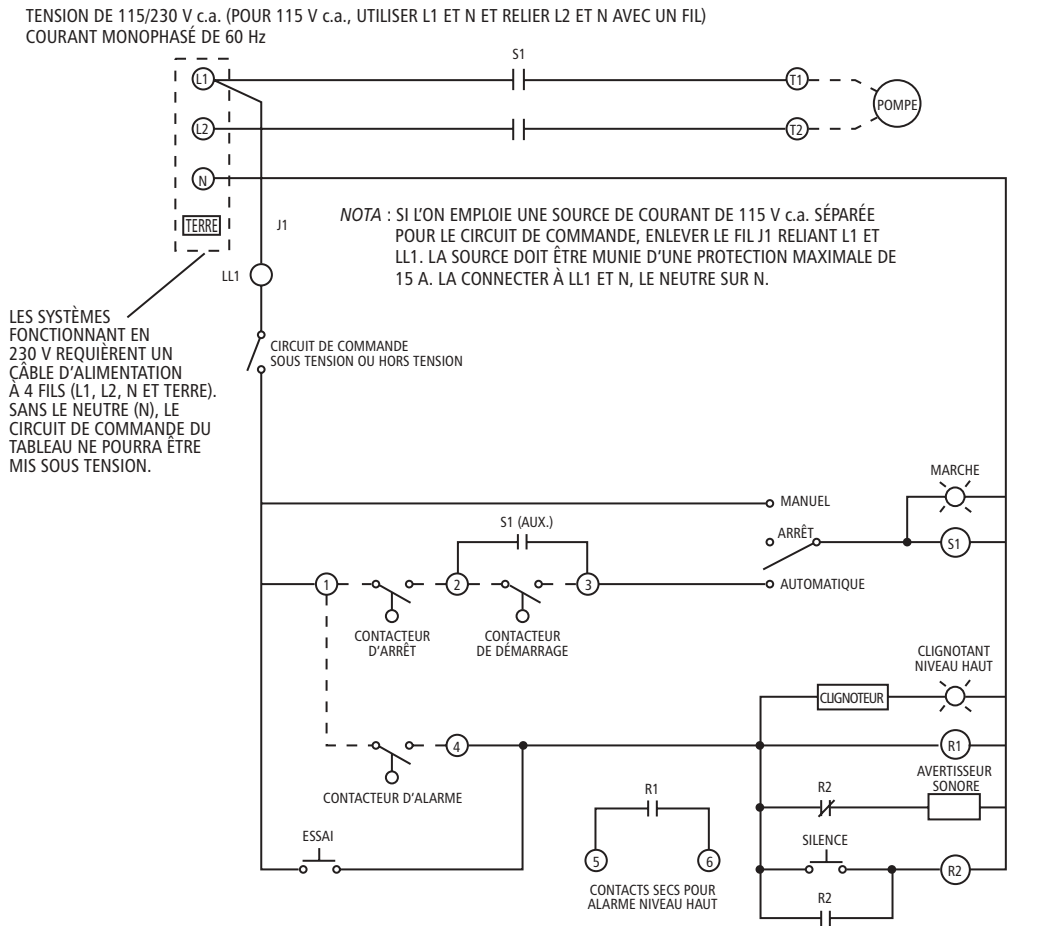 TENSION DE 115/230 V c.a. (POUR 115 V c.a., UTILISER L1 ET N ET RELIER L2 ET N AVEC UN FIL)
COURANT MONOPHASÉ DE 60 Hz
S1
L1
T1
POMPE
L2
T2
N
TERRE
J1
NOTA : SI L'ON EMPLOIE UNE SOURCE DE COURANT DE 115 V c.a. SÉPARÉE
POUR LE CIRCUIT DE COMMANDE, ENLEVER LE FIL J1 RELIANT L1 ET
LL1. LA SOURCE DOIT ÊTRE MUNIE D'UNE PROTECTION MAXIMALE DE
15 A. LA CONNECTER À LL1 ET N, LE NEUTRE SUR N.
LL1
LES SYSTÈMES
FONCTIONNANT EN
230 V REQUIÈRENT UN
CÂBLE D'ALIMENTATION
À 4 FILS (L1, L2, N ET TERRE).
SANS LE NEUTRE (N), LE
CIRCUIT DE COMMANDE DU
TABLEAU NE POURRA ÊTRE
MIS SOUS TENSION.
CIRCUIT DE COMMANDE
SOUS TENSION OU HORS TENSION
MARCHE
MANUEL
S1 (AUX.)
ARRÊT
S1
1
2
3
AUTOMATIQUE
CONTACTEUR
D'ARRÊT
CONTACTEUR
DE DÉMARRAGE
CLIGNOTANT
NIVEAU HAUT
CLIGNOTEUR
4
R1
CONTACTEUR D'ALARME
AVERTISSEUR
SONORE
R1
R2
ESSAI
SILENCE
5
6
R2
CONTACTS SECS POUR
ALARME NIVEAU HAUT
R2